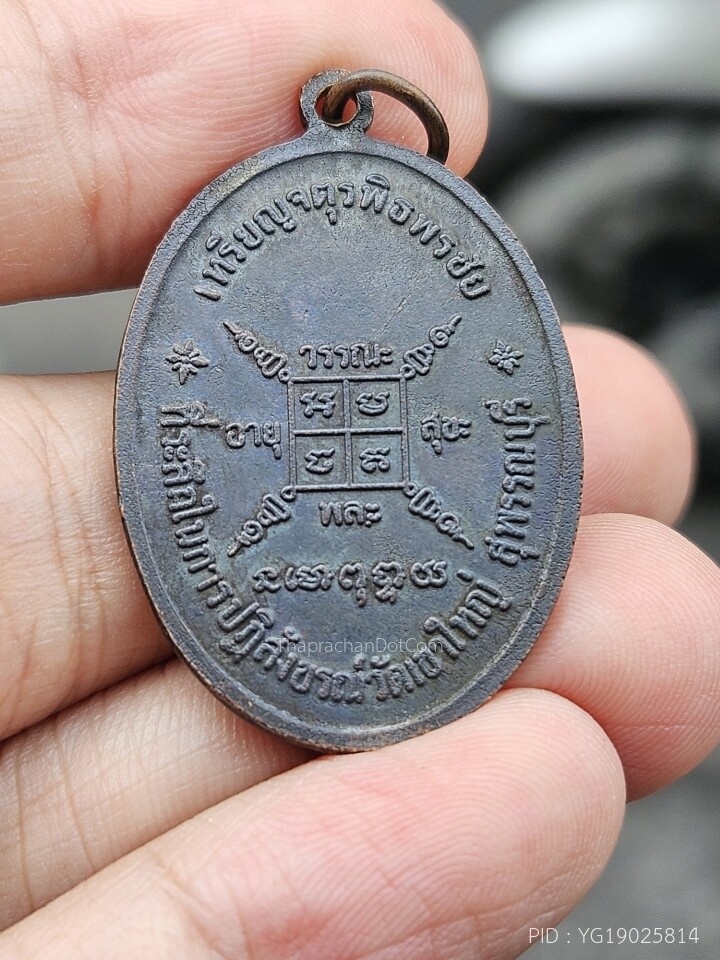 เหรียญจตุรพิธพรชัย
วรรณะ
อายุ
สุขะ
พละ
ที่ระลึกในการปฏิสังขรณ์วัดเขาใหญ่ สุพรรณบุรี
ThaprachanDotCom
PID : YG19025814